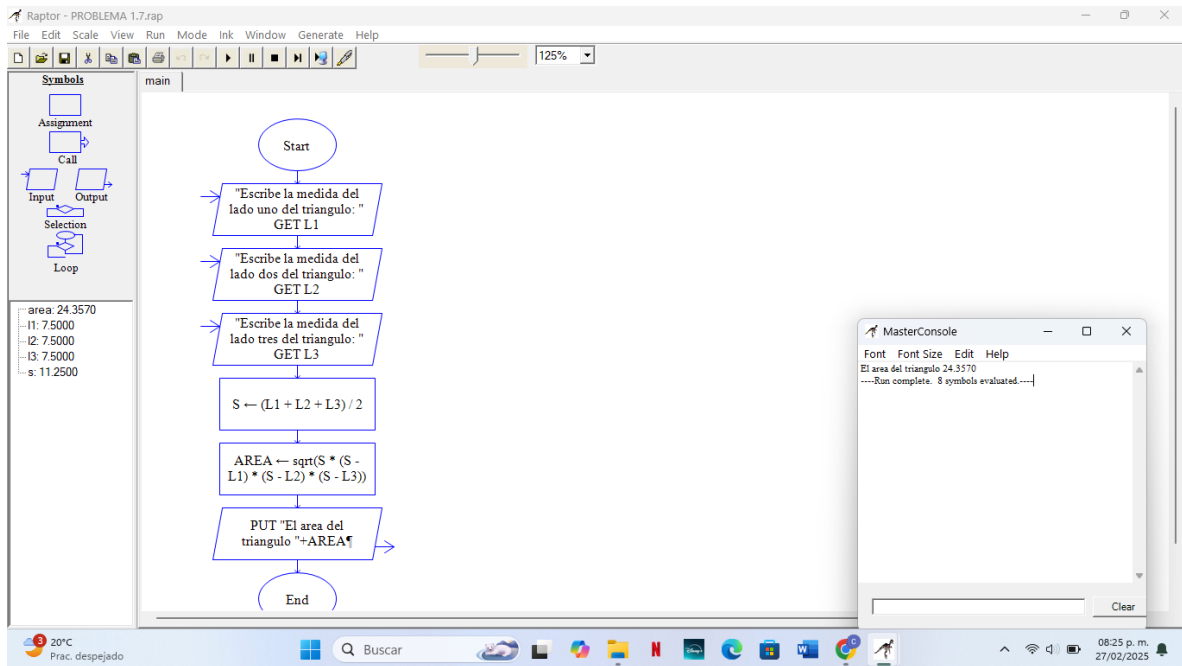 Raptor - PROBLEMA 1.7.rap
File Edit Scale View Run Mode Ink Window Generate Help
125%
Symbols
main
Assignment
Call
Input Output
Selection
Loop
area: 24.3570
l1: 7.5000
l2: 7.5000
l3: 7.5000
s: 11.2500
Start
"Escribe la medida del
lado uno del triangulo: "
GET L1
"Escribe la medida del
lado dos del triangulo: "
GET L2
"Escribe la medida del
lado tres del triangulo: "
GET L3
S ← (L1 + L2 + L3) / 2
AREA ← sqrt(S * (S -
L1) * (S - L2) * (S - L3))
PUT "El area del
triangulo "+AREA¶
End
MasterConsole
Font Font Size Edit Help
El area del triangulo 24.3570
----Run complete. 8 symbols evaluated.----
Clear
3
20°C
Prac. despejado
Buscar
N
W
08:25 p. m.
27/02/2025